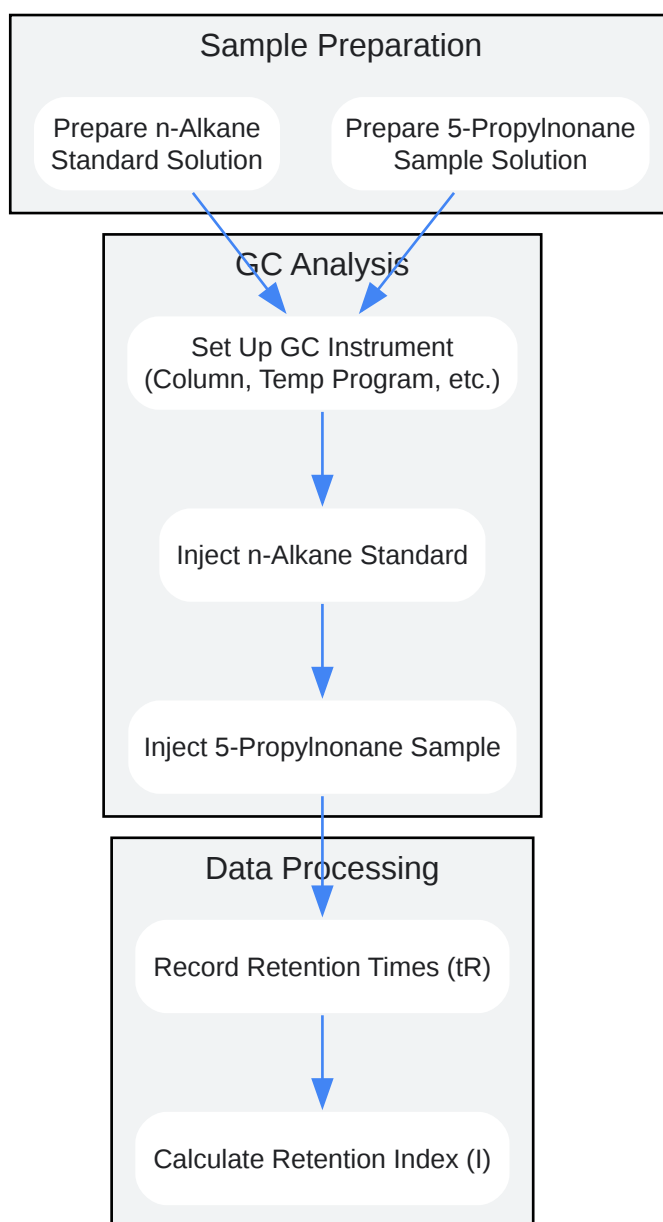 Sample Preparation
Prepare n-Alkane
Standard Solution
Prepare 5-Propylnonane
Sample Solution
GC Analysis
Set Up GC Instrument
(Column, Temp Program, etc.)
Inject n-Alkane Standard
Inject 5-Propylnonane Sample
Data Processing
Record Retention Times (tR)
Calculate Retention Index (I)